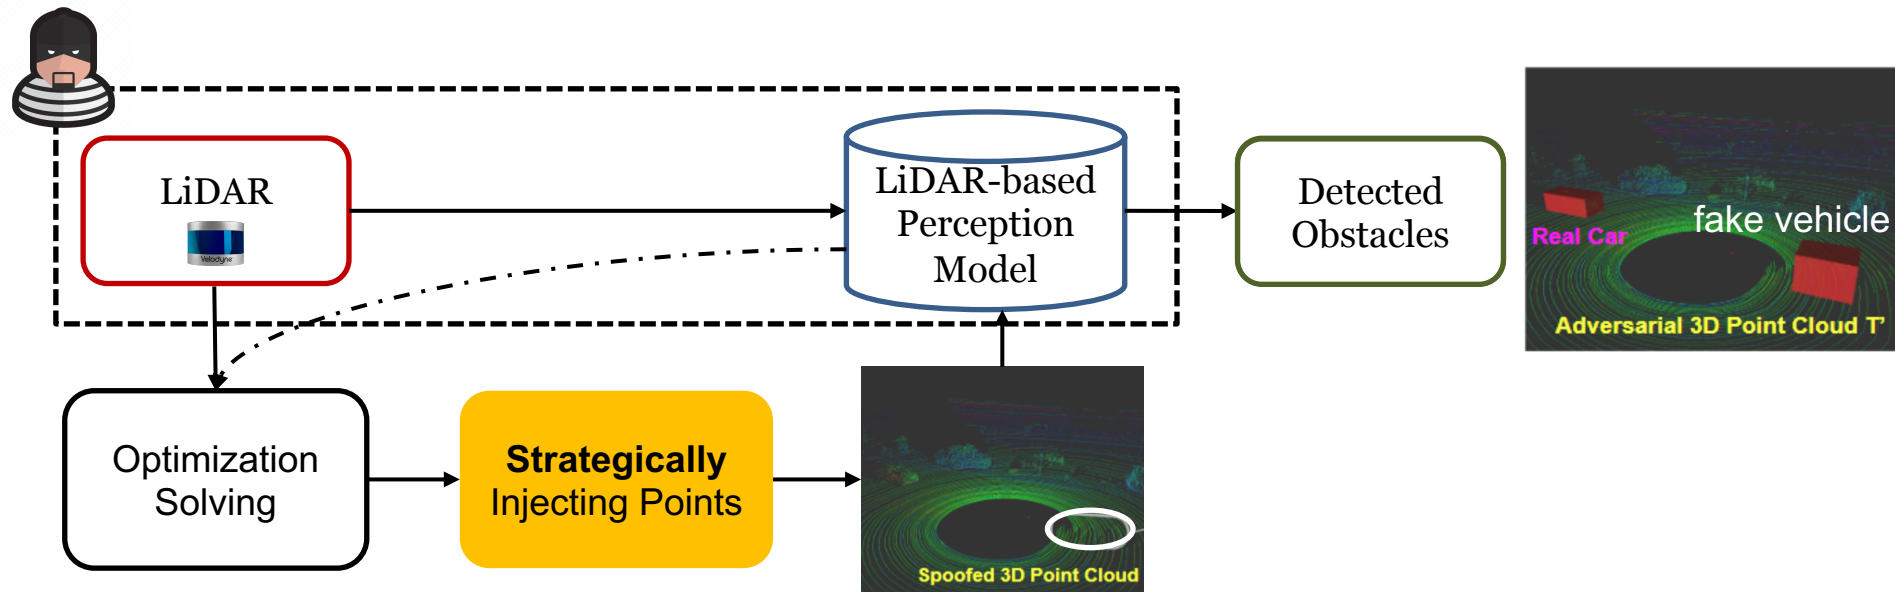 LiDAR
Velodyne
LiDAR-based
Perception
Model
Detected
Obstacles
Real Car
fake vehicle
Adversarial 3D Point Cloud T'
Optimization
Solving
Strategically
Injecting Points
Spoofed 3D Point Cloud